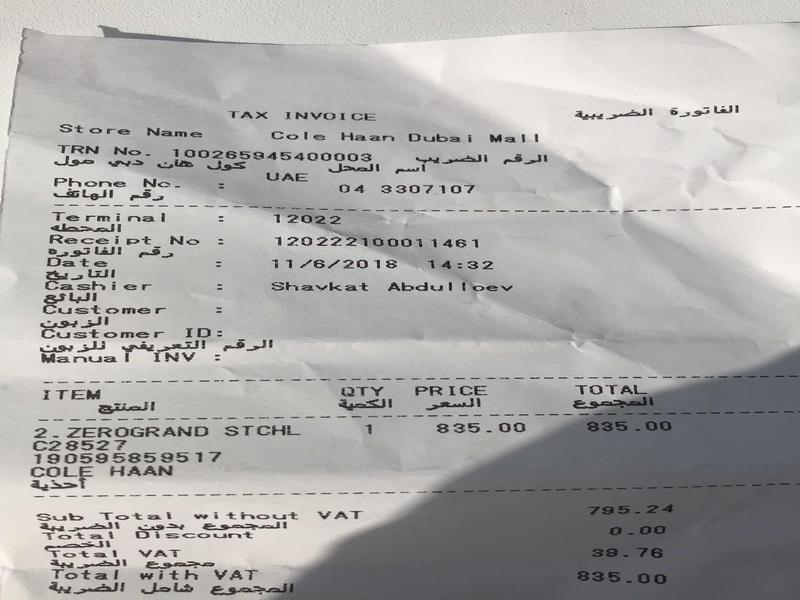 TAX INVOICE الفاتورة الضريبية
Store Name Cole Haan Dubai Mall
TRN No. 100265945400003 الرقم الضريبي
اسم المحل كول هان دبي مول
UAE
Phone No. : 04 3307107
رقم الهاتف
Terminal : 12022
المحطه
Receipt No : 120222100011461
رقم الفاتورة
Date : 11/6/2018 14:32
التاريخ
Cashier : Shavkat Abdulloev
البائع
Customer :
الزبون
Customer ID:
الرقم التعريفي للزبون
Manual INV :
ITEM QTY PRICE TOTAL
المنتج الكمية السعر المجموع
2.ZEROGRAND STCHL 1 835.00 835.00
C28527
190595859517
COLE HAAN
أحذية
Sub Total without VAT 795.24
المجموع بدون الضريبة
Total Discount 0.00
الخصم
Total VAT 39.76
مجموع الضريبة
Total with VAT 835.00
المجموع شامل الضريبة